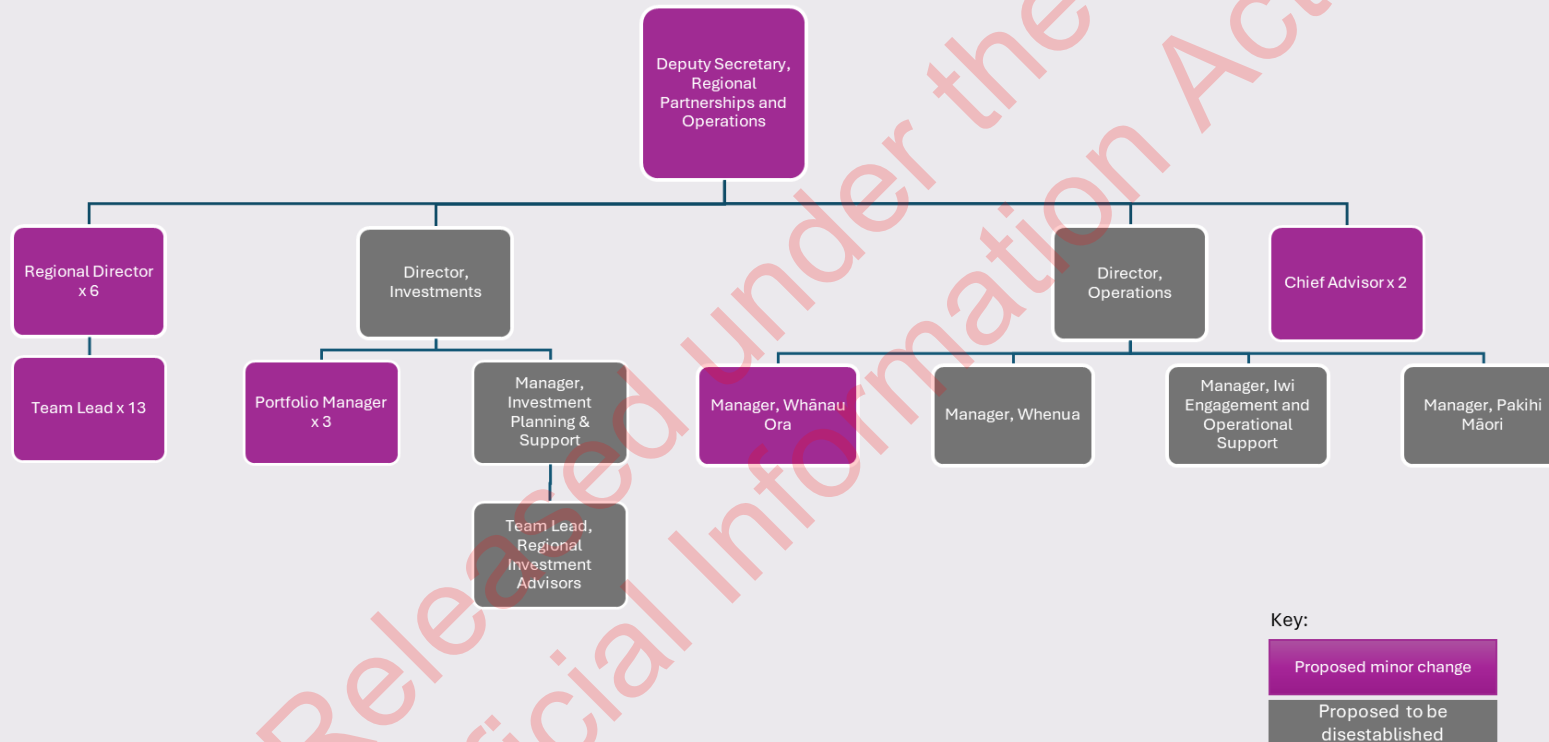 Deputy Secretary,
Regional
Partnerships and
Operations
Regional Director
x 6
Director,
Investments
Director,
Operations
Chief Advisor x 2
Team Lead x 13
Portfolio Manager
x 3
Manager,
Investment
Planning &
Support
Manager, Whānau
Ora
Manager, Whenua
Manager, Iwi
Engagement and
Operational
Support
Manager, Pakihi
Māori
Team Lead,
Regional
Investment
Advisors
Key:
Proposed minor change
Proposed to be
disestablished
Released under the
Information Act